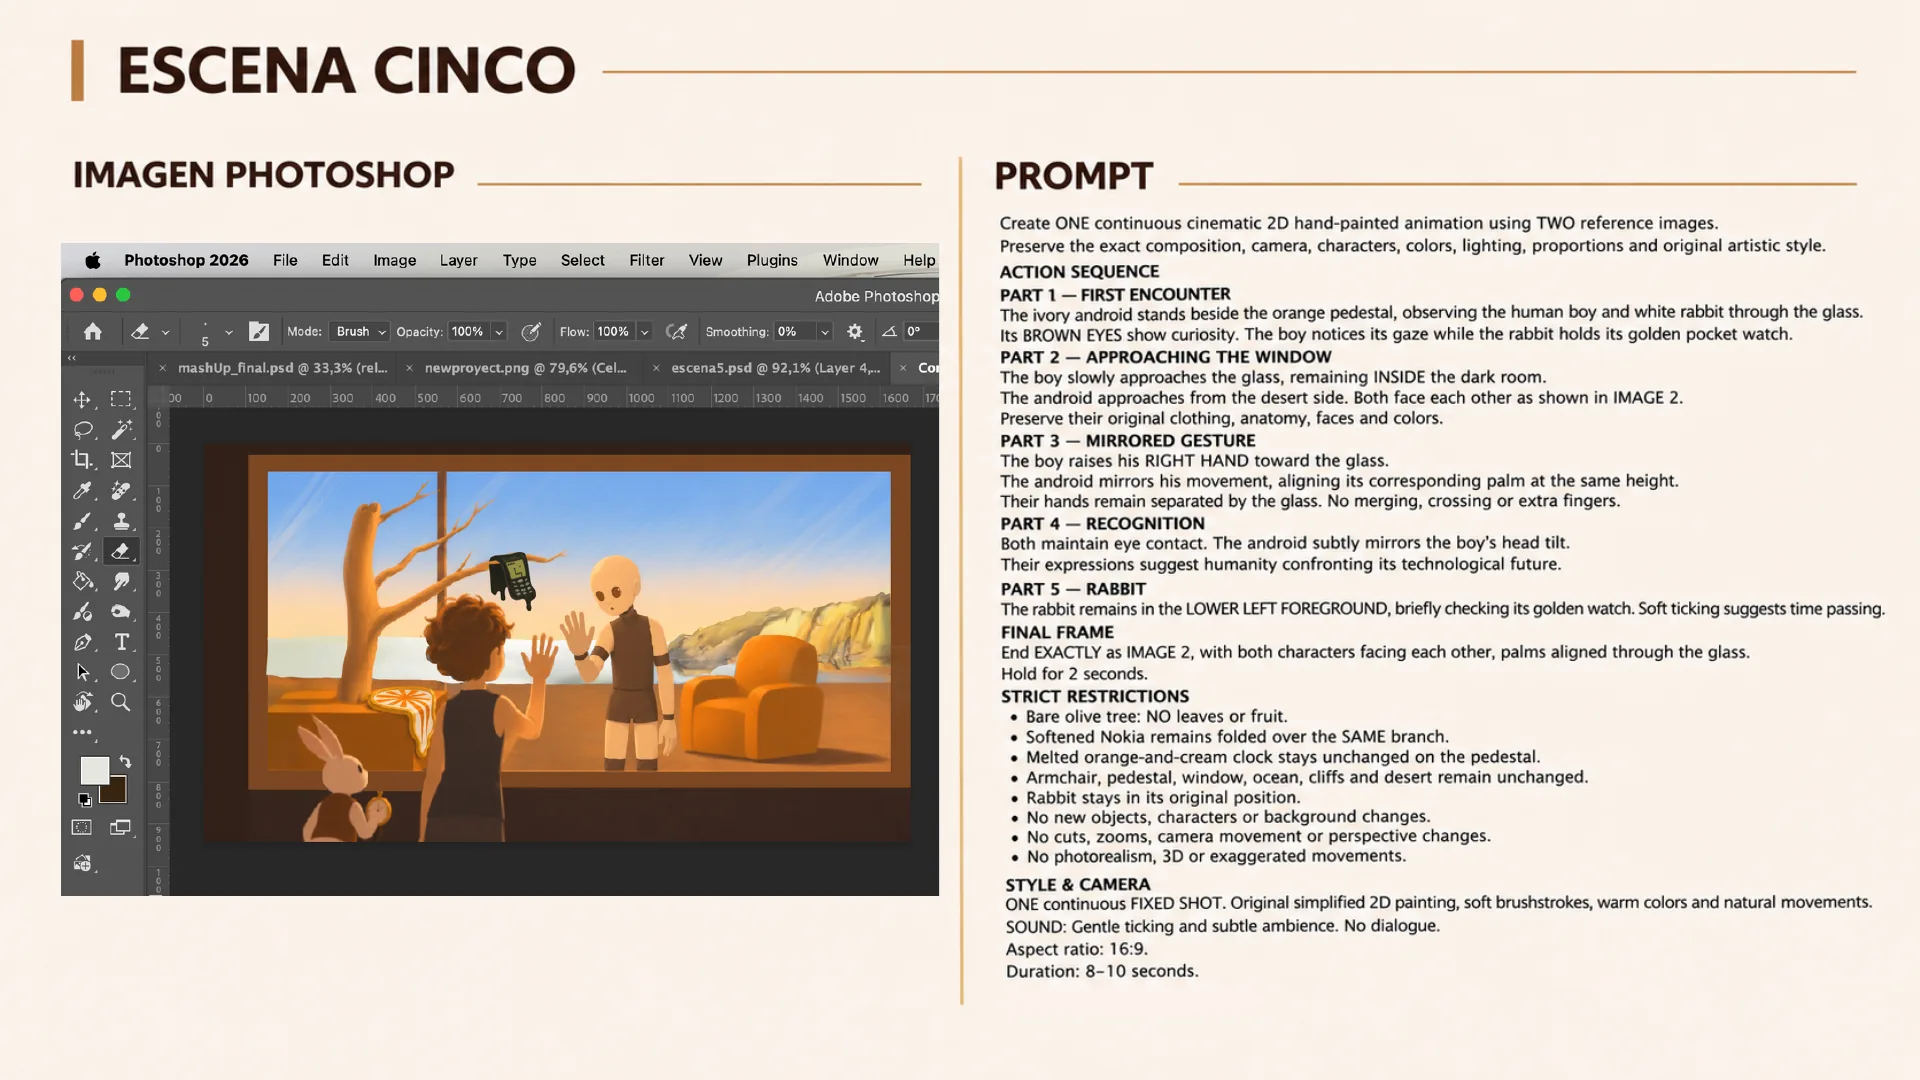 ESCENA CINCO
IMAGEN PHOTOSHOP
Photoshop 2026 File Edit Image Layer Type Select Filter View Plugins Window Help
Adobe Photoshop
Mode: Brush Opacity: 100% Flow: 100% Smoothing: 0% 0°
5
mashUp_final.psd @ 33,3% (rel... newproyect.png @ 79,6% (Cel... escena5.psd @ 92,1% (Layer 4,...
0 100 200 300 400 500 600 700 800 900 1000 1100 1200 1300 1400 1500 1600
PROMPT
Create ONE continuous cinematic 2D hand-painted animation using TWO reference images.
Preserve the exact composition, camera, characters, colors, lighting, proportions and original artistic style.
ACTION SEQUENCE
PART 1 — FIRST ENCOUNTER
The ivory android stands beside the orange pedestal, observing the human boy and white rabbit through the glass.
Its BROWN EYES show curiosity. The boy notices its gaze while the rabbit holds its golden pocket watch.
PART 2 — APPROACHING THE WINDOW
The boy slowly approaches the glass, remaining INSIDE the dark room.
The android approaches from the desert side. Both face each other as shown in IMAGE 2.
Preserve their original clothing, anatomy, faces and colors.
PART 3 — MIRRORED GESTURE
The boy raises his RIGHT HAND toward the glass.
The android mirrors his movement, aligning its corresponding palm at the same height.
Their hands remain separated by the glass. No merging, crossing or extra fingers.
PART 4 — RECOGNITION
Both maintain eye contact. The android subtly mirrors the boy's head tilt.
Their expressions suggest humanity confronting its technological future.
PART 5 — RABBIT
The rabbit remains in the LOWER LEFT FOREGROUND, briefly checking its golden watch. Soft ticking suggests time passing.
FINAL FRAME
End EXACTLY as IMAGE 2, with both characters facing each other, palms aligned through the glass.
Hold for 2 seconds.
STRICT RESTRICTIONS
• Bare olive tree: NO leaves or fruit.
• Softened Nokia remains folded over the SAME branch.
• Melted orange-and-cream clock stays unchanged on the pedestal.
• Armchair, pedestal, window, ocean, cliffs and desert remain unchanged.
• Rabbit stays in its original position.
• No new objects, characters or background changes.
• No cuts, zooms, camera movement or perspective changes.
• No photorealism, 3D or exaggerated movements.
STYLE & CAMERA
ONE continuous FIXED SHOT. Original simplified 2D painting, soft brushstrokes, warm colors and natural movements.
SOUND: Gentle ticking and subtle ambience. No dialogue.
Aspect ratio: 16:9.
Duration: 8–10 seconds.